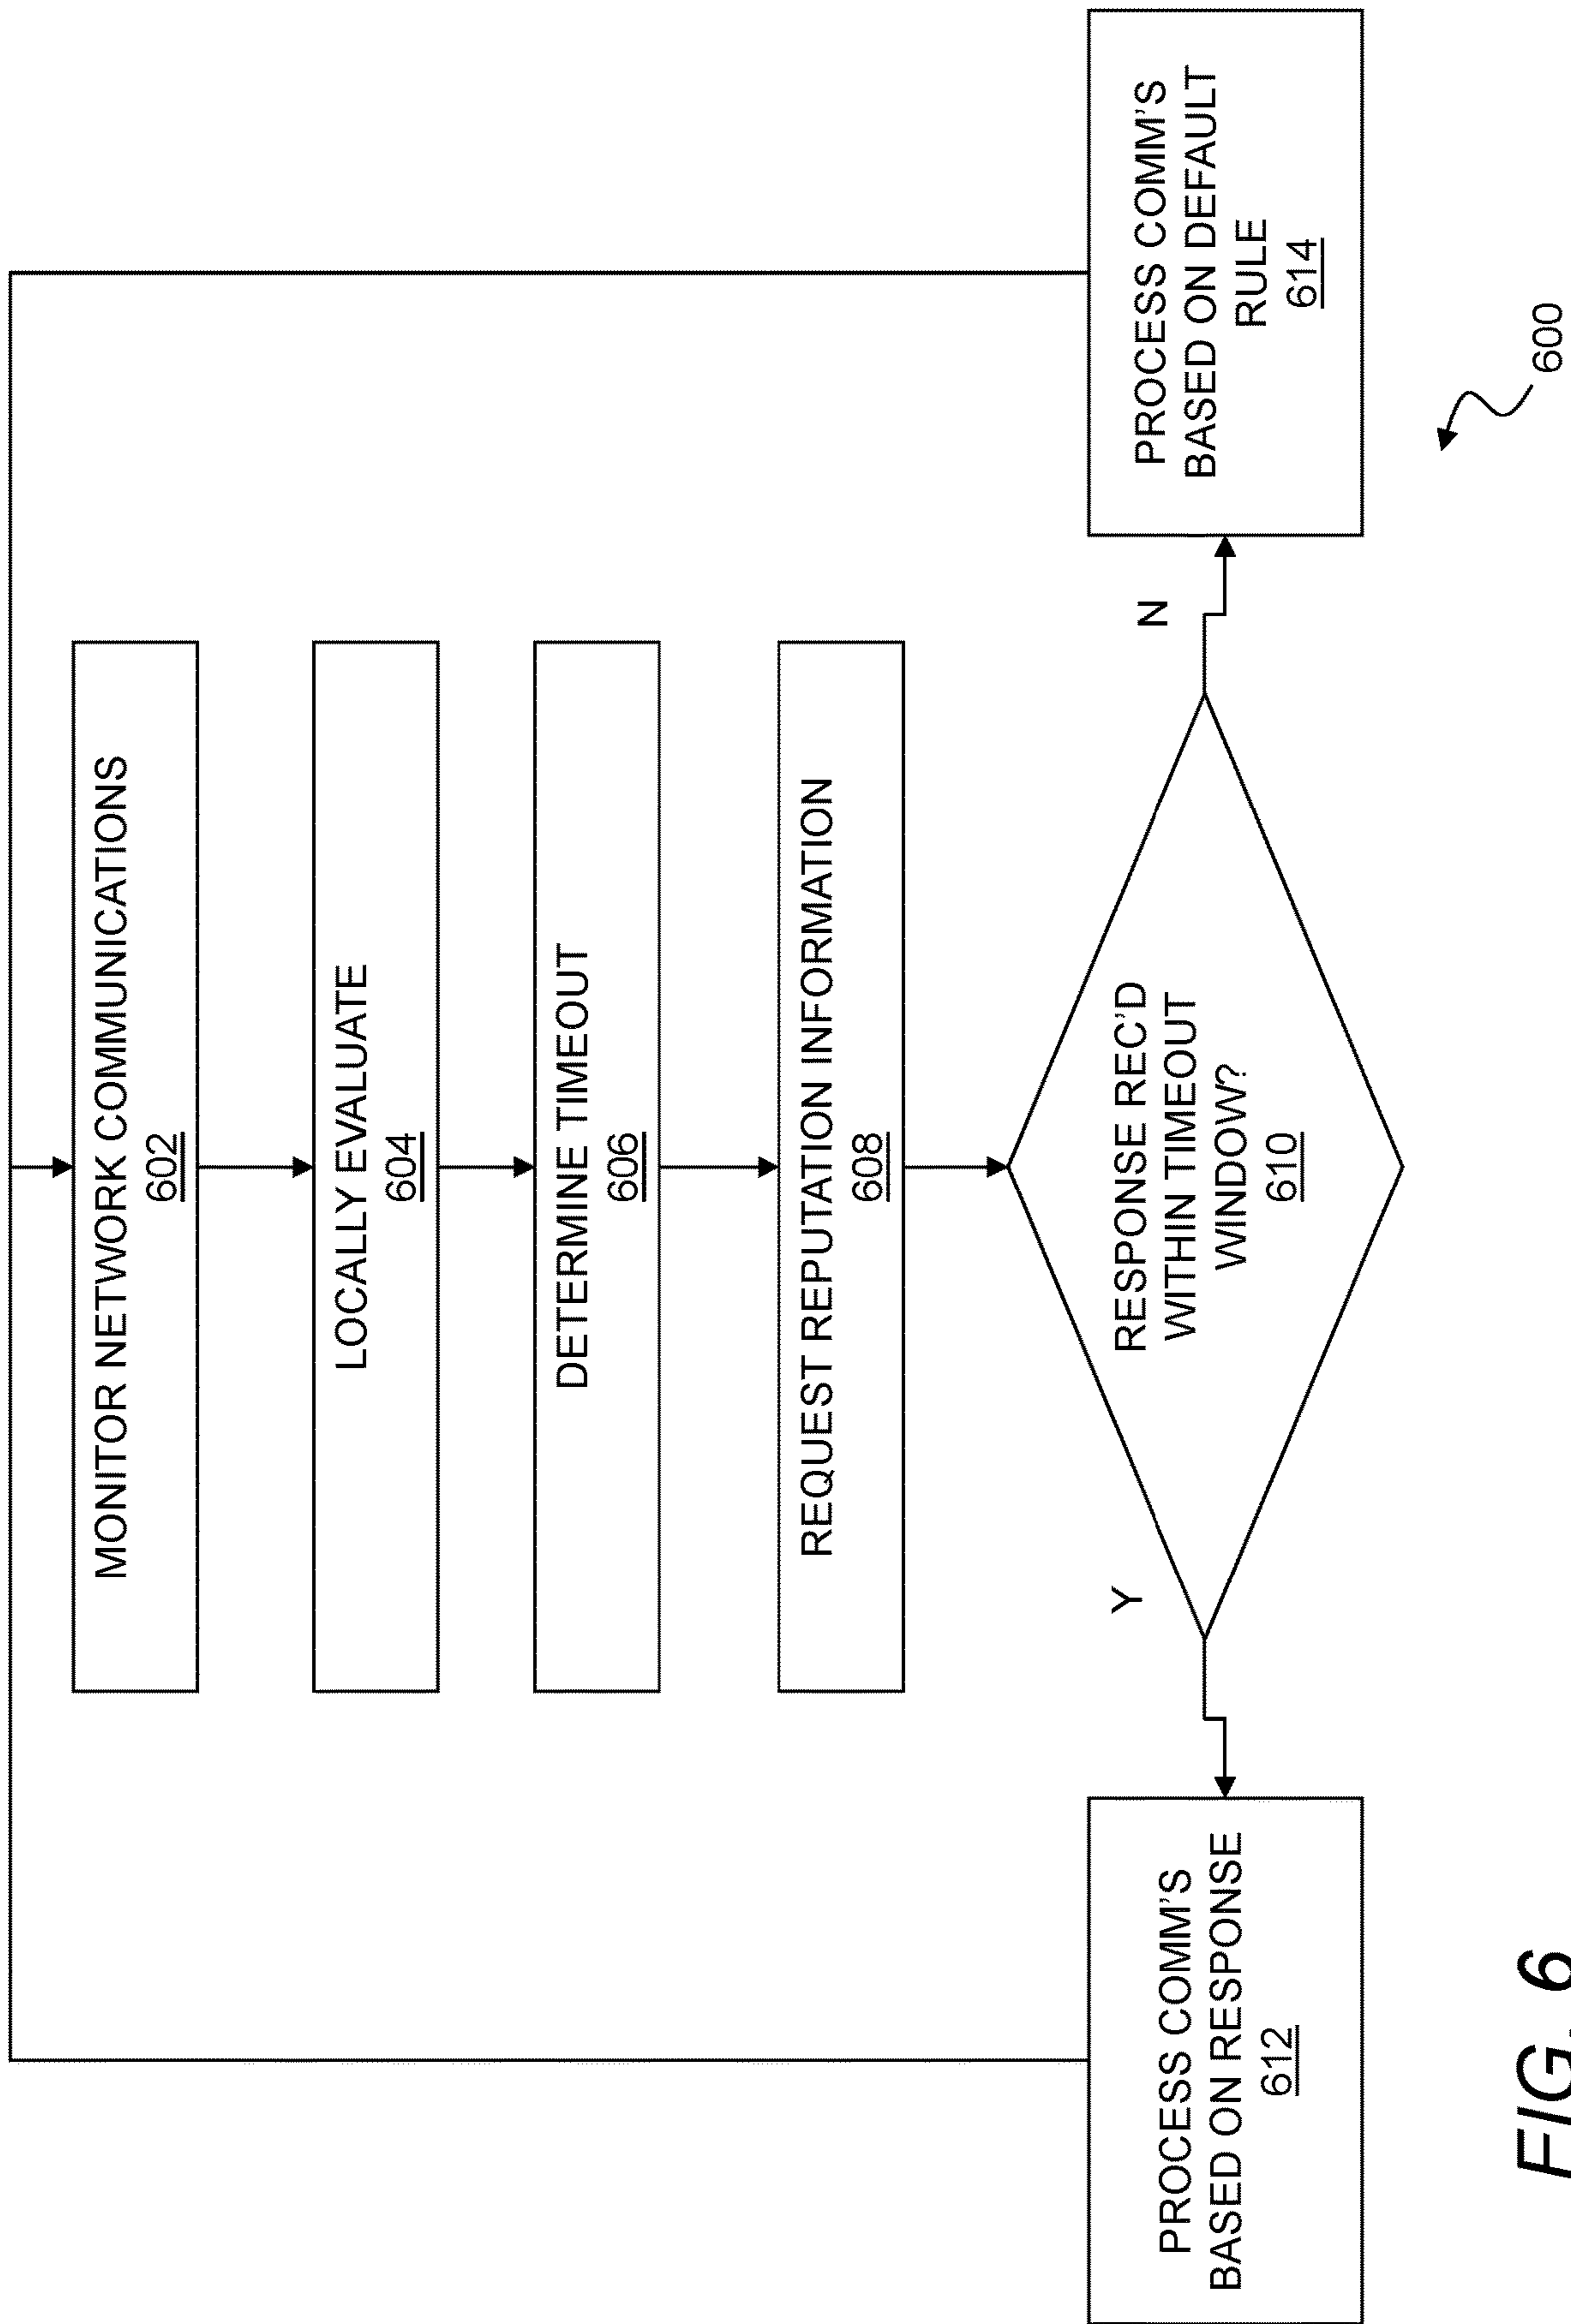 MONITOR NETWORK COMMUNICATIONS
602
LOCALLY EVALUATE
604
DETERMINE TIMEOUT
606
REQUEST REPUTATION INFORMATION
608
RESPONSE REC'D
WITHIN TIMEOUT
WINDOW?
610
Y
N
PROCESS COMM'S
BASED ON RESPONSE
612
PROCESS COMM'S
BASED ON DEFAULT
RULE
614
600
FIG. 6